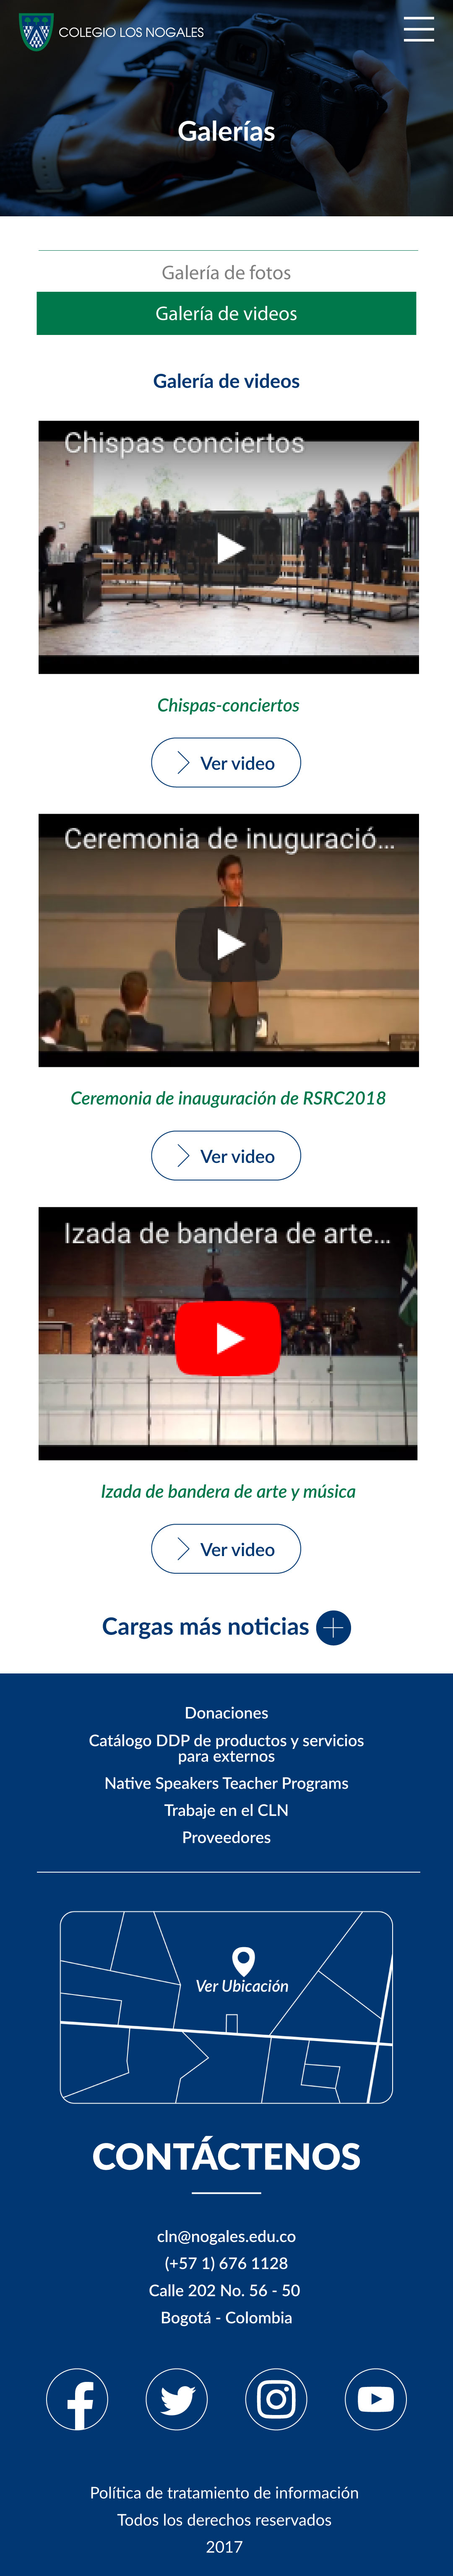 COLEGIO LOS NOGALES
Galerías
Galería de fotos
Galería de videos
Galería de videos
Chispas conciertos
Chispas-conciertos
Ver video
Ceremonia de inuguració...
Ceremonia de inauguración de RSRC2018
Ver video
Izada de bandera de arte...
Izada de bandera de arte y música
Ver video
Cargas más noticias
Donaciones
Catálogo DDP de productos y servicios
para externos
Native Speakers Teacher Programs
Trabaje en el CLN
Proveedores
Ver Ubicación
CONTÁCTENOS
cln@nogales.edu.co
(+57 1) 676 1128
Calle 202 No. 56 - 50
Bogotá - Colombia
Política de tratamiento de información
Todos los derechos reservados
2017